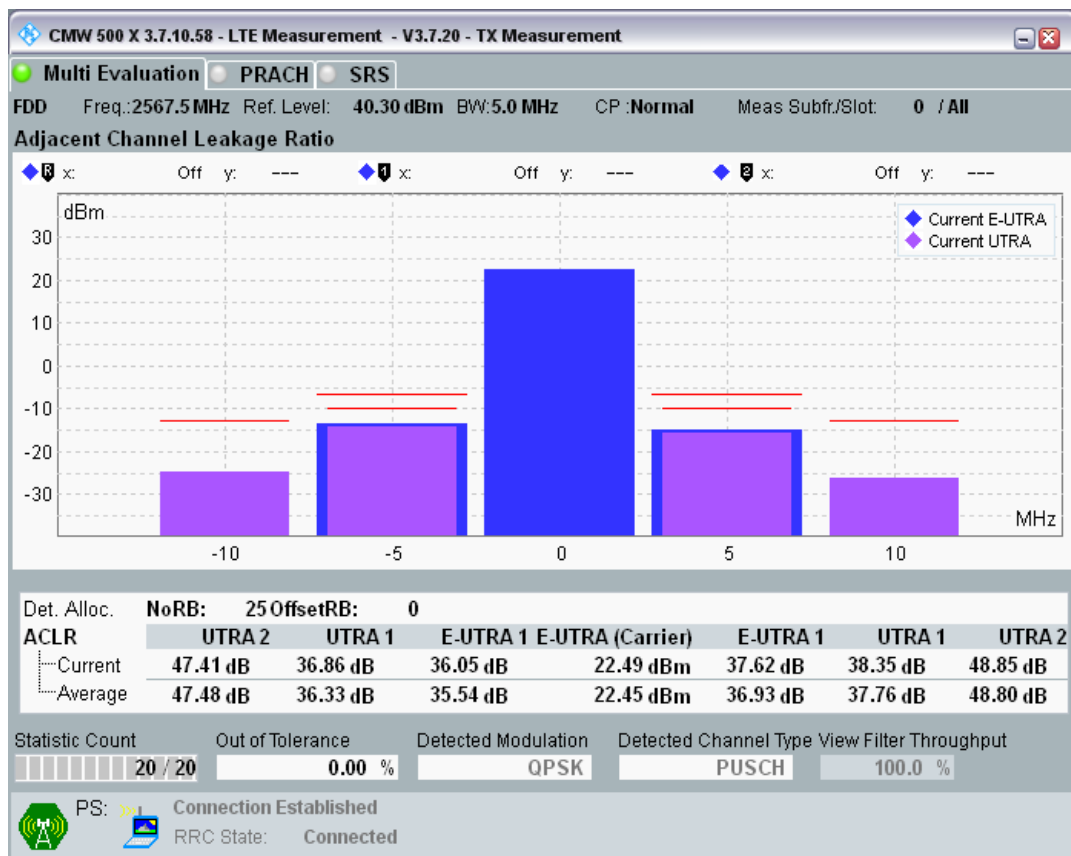 CMW 500 X 3.7.10.58 - LTE Measurement - V3.7.20 - TX Measurement
Multi Evaluation PRACH SRS
FDD Freq.:2567.5 MHz Ref. Level: 40.30 dBm BW:5.0 MHz CP :Normal Meas Subfr./Slot: 0 / All
Adjacent Channel Leakage Ratio
R x: Off y: --- 1 x: Off y: --- 2 x: Off y: ---
dBm
Current E-UTRA
Current UTRA
30
20
10
0
-10
-20
-30
MHz
-10 -5 0 5 10
Det. Alloc. NoRB: 25 OffsetRB: 0
ACLR UTRA 2 UTRA 1 E-UTRA 1 E-UTRA (Carrier) E-UTRA 1 UTRA 1 UTRA 2
Current 47.41 dB 36.86 dB 36.05 dB 22.49 dBm 37.62 dB 38.35 dB 48.85 dB
Average 47.48 dB 36.33 dB 35.54 dB 22.45 dBm 36.93 dB 37.76 dB 48.80 dB
Statistic Count Out of Tolerance Detected Modulation Detected Channel Type View Filter Throughput
20 / 20 0.00 % QPSK PUSCH 100.0 %
PS: Connection Established
RRC State: Connected